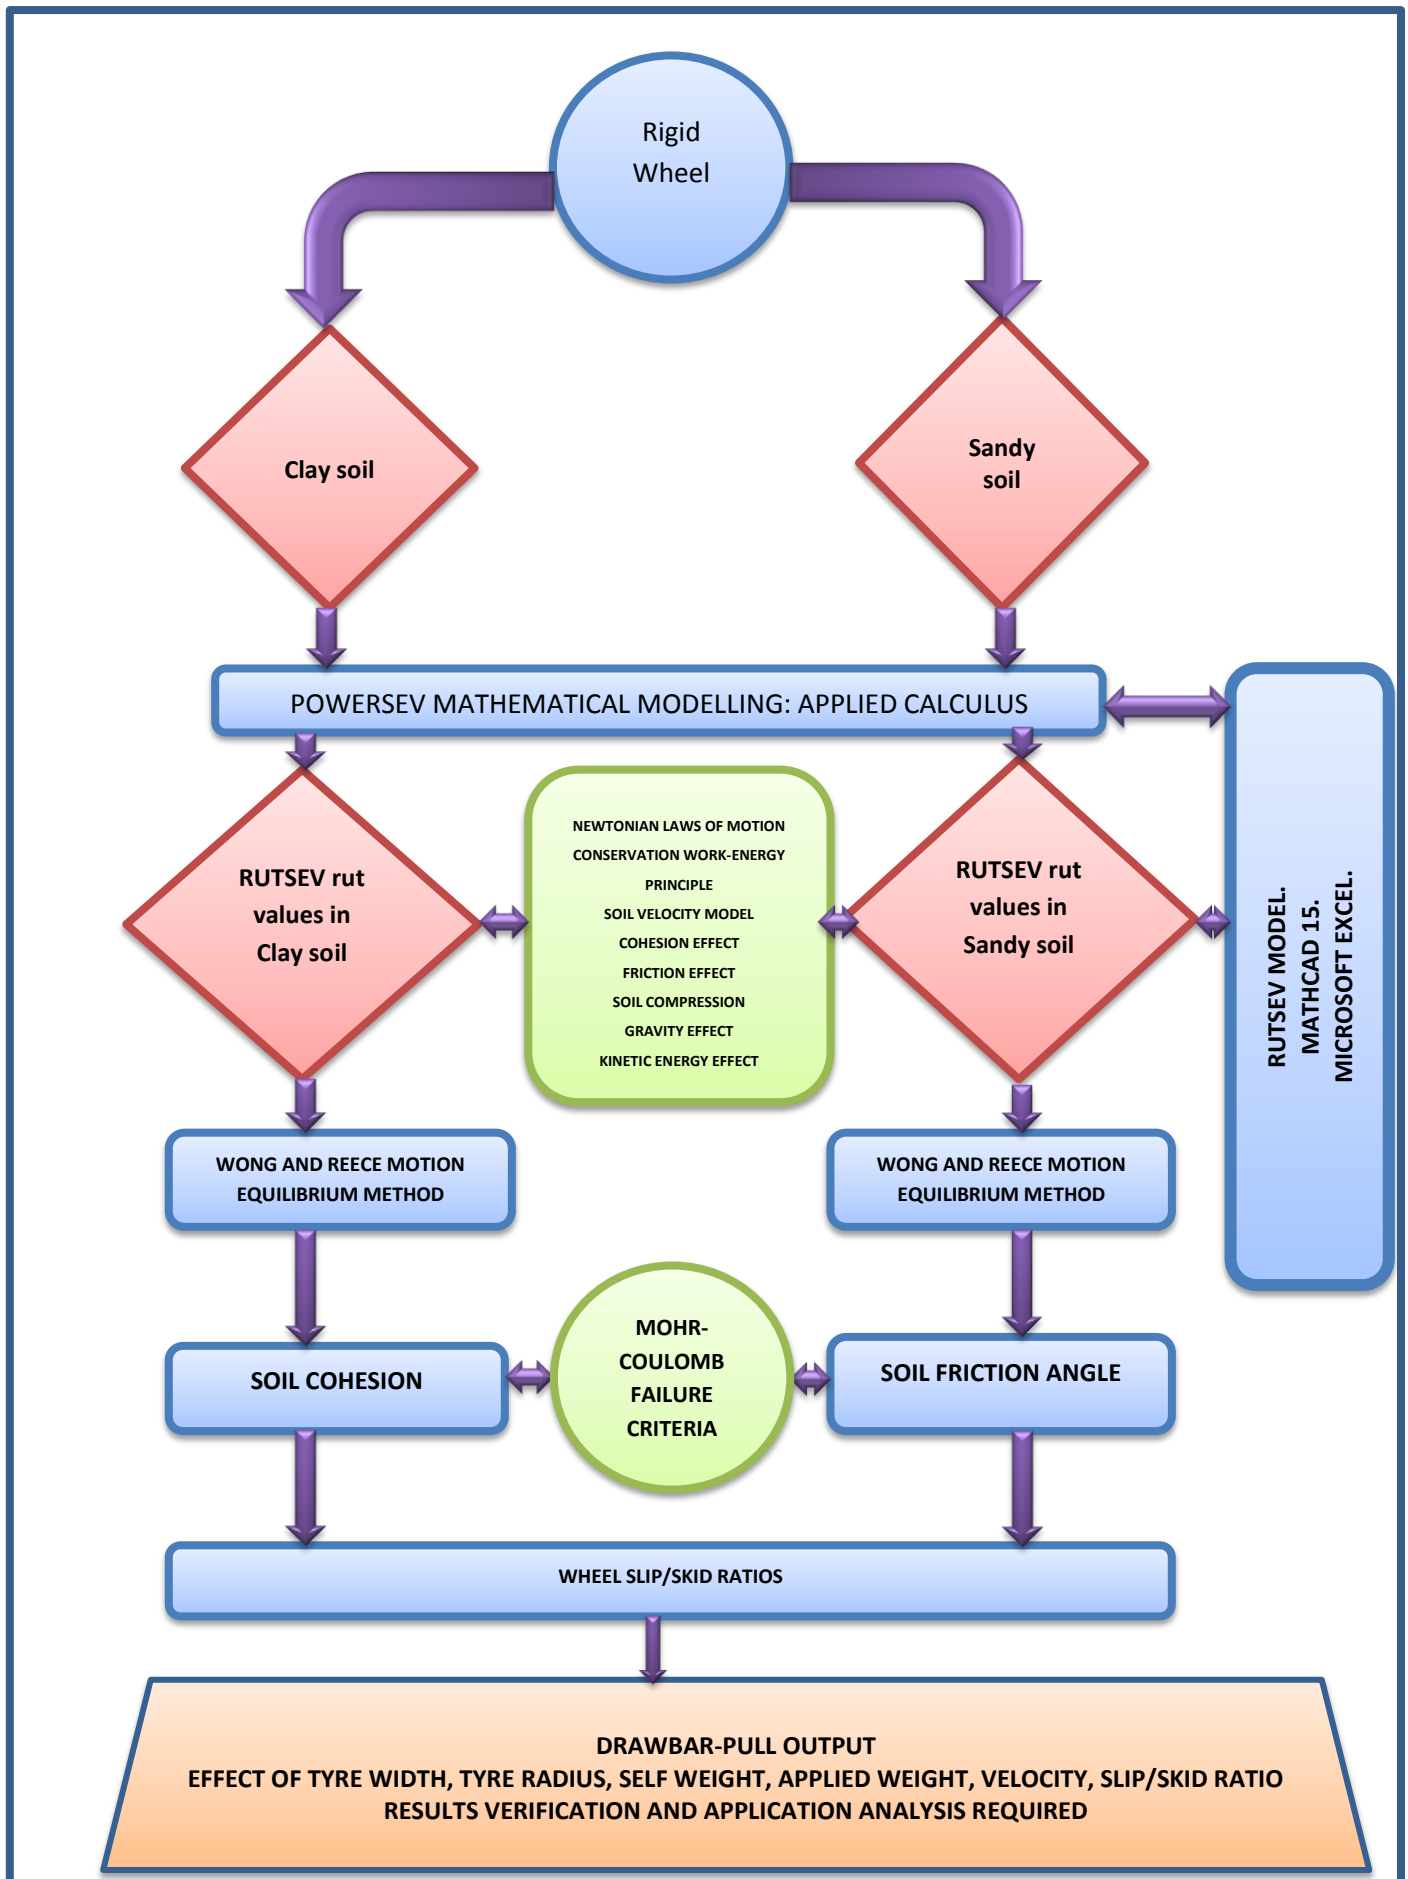 Rigid
Wheel
Clay soil
Sandy
soil
POWERSEV MATHEMATICAL MODELLING: APPLIED CALCULUS
RUTSEV rut
values in
Clay soil
NEWTONIAN LAWS OF MOTION
CONSERVATION WORK-ENERGY
PRINCIPLE
SOIL VELOCITY MODEL
COHESION EFFECT
FRICTION EFFECT
SOIL COMPRESSION
GRAVITY EFFECT
KINETIC ENERGY EFFECT
RUTSEV rut
values in
Sandy soil
RUTSEV MODEL.
MATHCAD 15.
MICROSOFT EXCEL.
WONG AND REECE MOTION
EQUILIBRIUM METHOD
WONG AND REECE MOTION
EQUILIBRIUM METHOD
SOIL COHESION
MOHR-
COULOMB
FAILURE
CRITERIA
SOIL FRICTION ANGLE
WHEEL SLIP/SKID RATIOS
DRAWBAR-PULL OUTPUT
EFFECT OF TYRE WIDTH, TYRE RADIUS, SELF WEIGHT, APPLIED WEIGHT, VELOCITY, SLIP/SKID RATIO
RESULTS VERIFICATION AND APPLICATION ANALYSIS REQUIRED